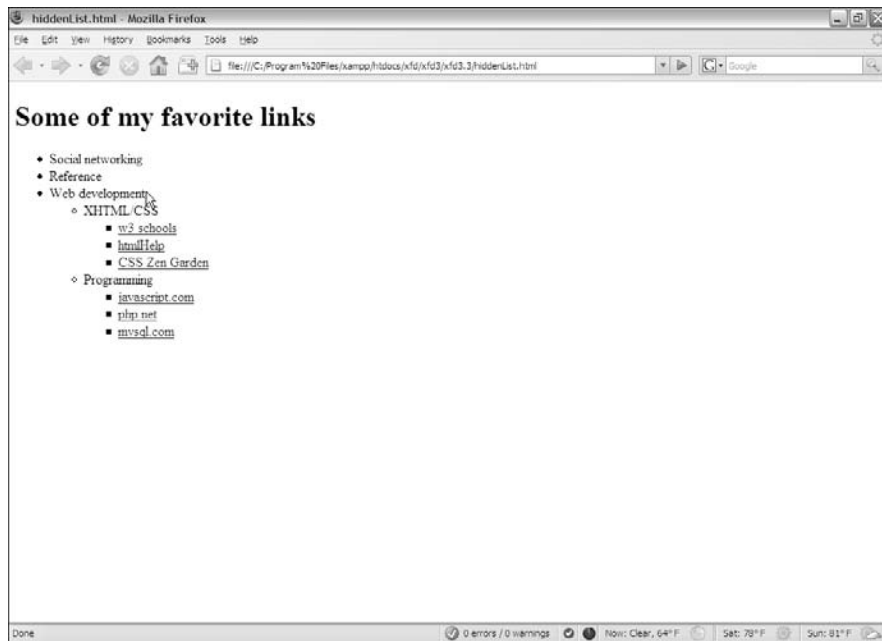 hiddenList.html - Mozilla Firefox
File Edit View History Bookmarks Tools Help
file:///C:/Program%20Files/xampp/htdocs/xfd/xfd3/xfd3.3/hiddenList.html
G Google
Some of my favorite links
Social networking
Reference
Web development
XHTML/CSS
w3 schools
htmlHelp
CSS Zen Garden
Programming
javascript.com
php net
mysql.com
Done 0 errors / 0 warnings Now: Clear, 64° F Sat: 78° F Sun: 81° F